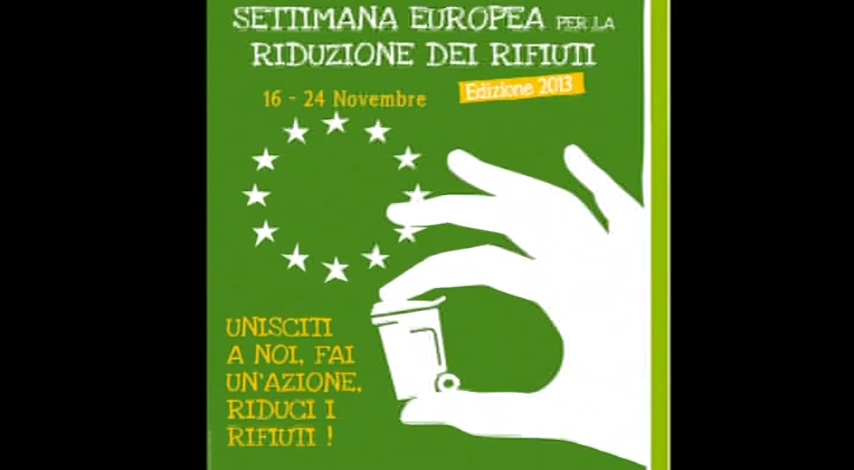 SETTIMANA EUROPEA PER LA
RIDUZIONE DEI RIFIUTI
16 - 24 Novembre
Edizione 2013
UNISCITI
A NOI, FAI
UN'AZIONE,
RIDUCI I
RIFIUTI !